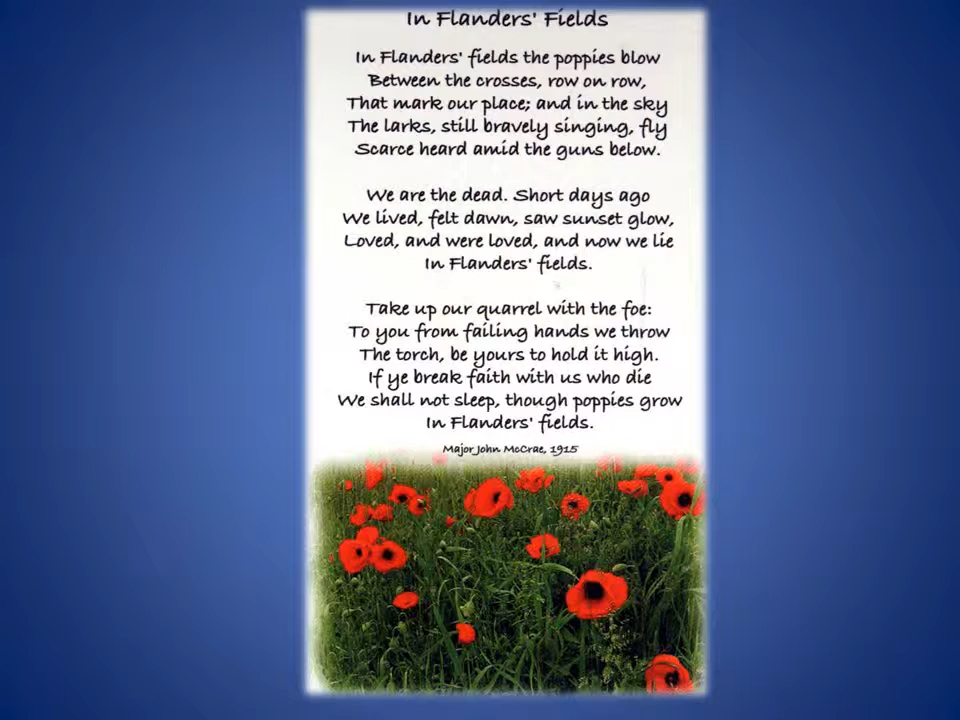 In Flanders' Fields
In Flanders' fields the poppies blow
Between the crosses, row on row,
That mark our place; and in the sky
The larks, still bravely singing, fly
Scarce heard amid the guns below.
We are the dead. Short days ago
We lived, felt dawn, saw sunset glow,
Loved, and were loved, and now we lie
In Flanders' fields.
Take up our quarrel with the foe:
To you from failing hands we throw
The torch, be yours to hold it high.
If ye break faith with us who die
We shall not sleep, though poppies grow
In Flanders' fields.
Major John McCrae, 1915